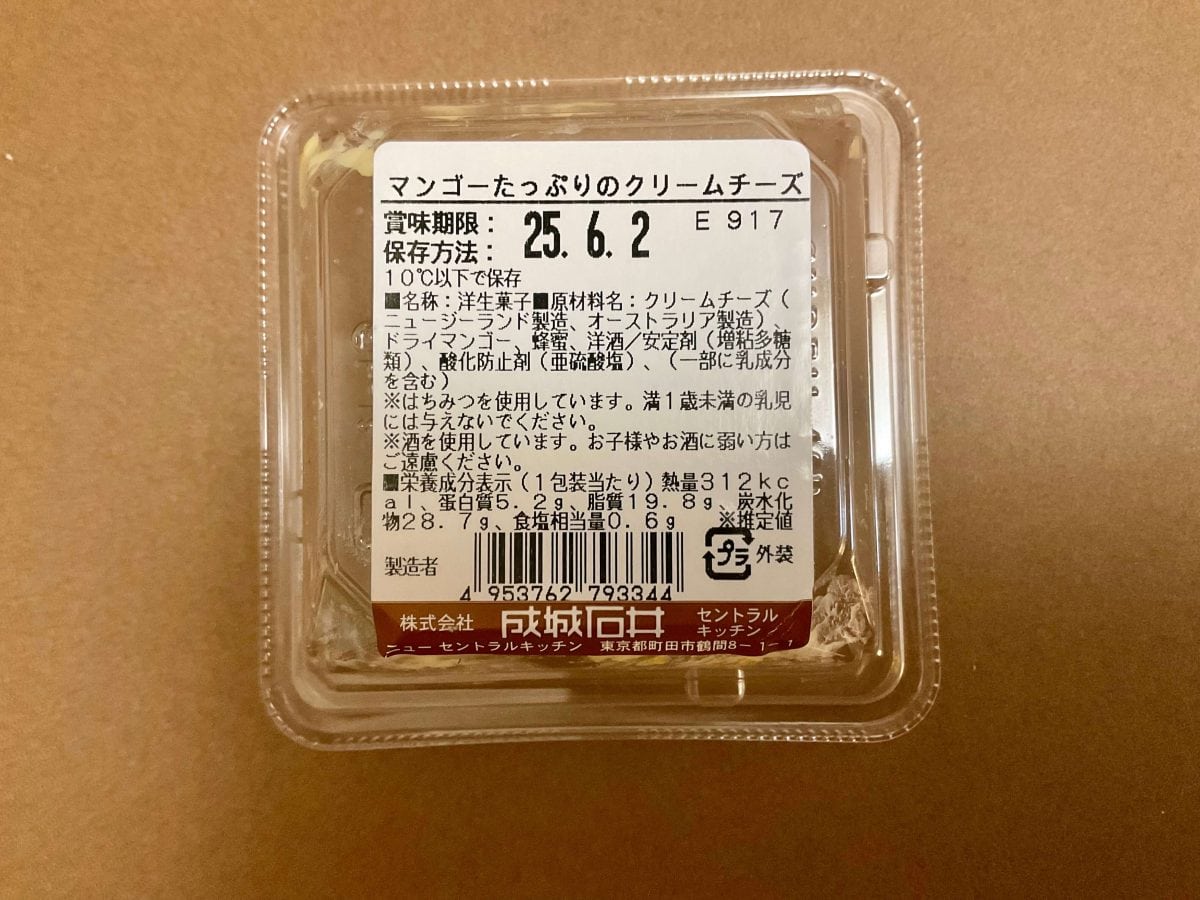 マンゴーたっぷりのクリームチーズ
賞味期限： 25. 6. 2 E 917
保存方法：
10℃以下で保存
■名称：洋生菓子■原材料名：クリームチーズ（
ニュージーランド製造、オーストラリア製造）、
ドライマンゴー、蜂蜜、洋酒／安定剤（増粘多糖
類）、酸化防止剤（亜硫酸塩）、（一部に乳成分
を含む）
※はちみつを使用しています。満1歳未満の乳児
には与えないでください。
※酒を使用しています。お子様やお酒に弱い方は
ご遠慮ください。
■栄養成分表示（1包装当たり）熱量312kc
al、蛋白質5.2g、脂質19.8g、炭水化
物28.7g、食塩相当量0.6g ※推定値
製造者
プラ 外装
4 953762 793344
株式会社 成城石井 セントラル
キッチン
ニュー セントラルキッチン 東京都町田市鶴間8-1-1